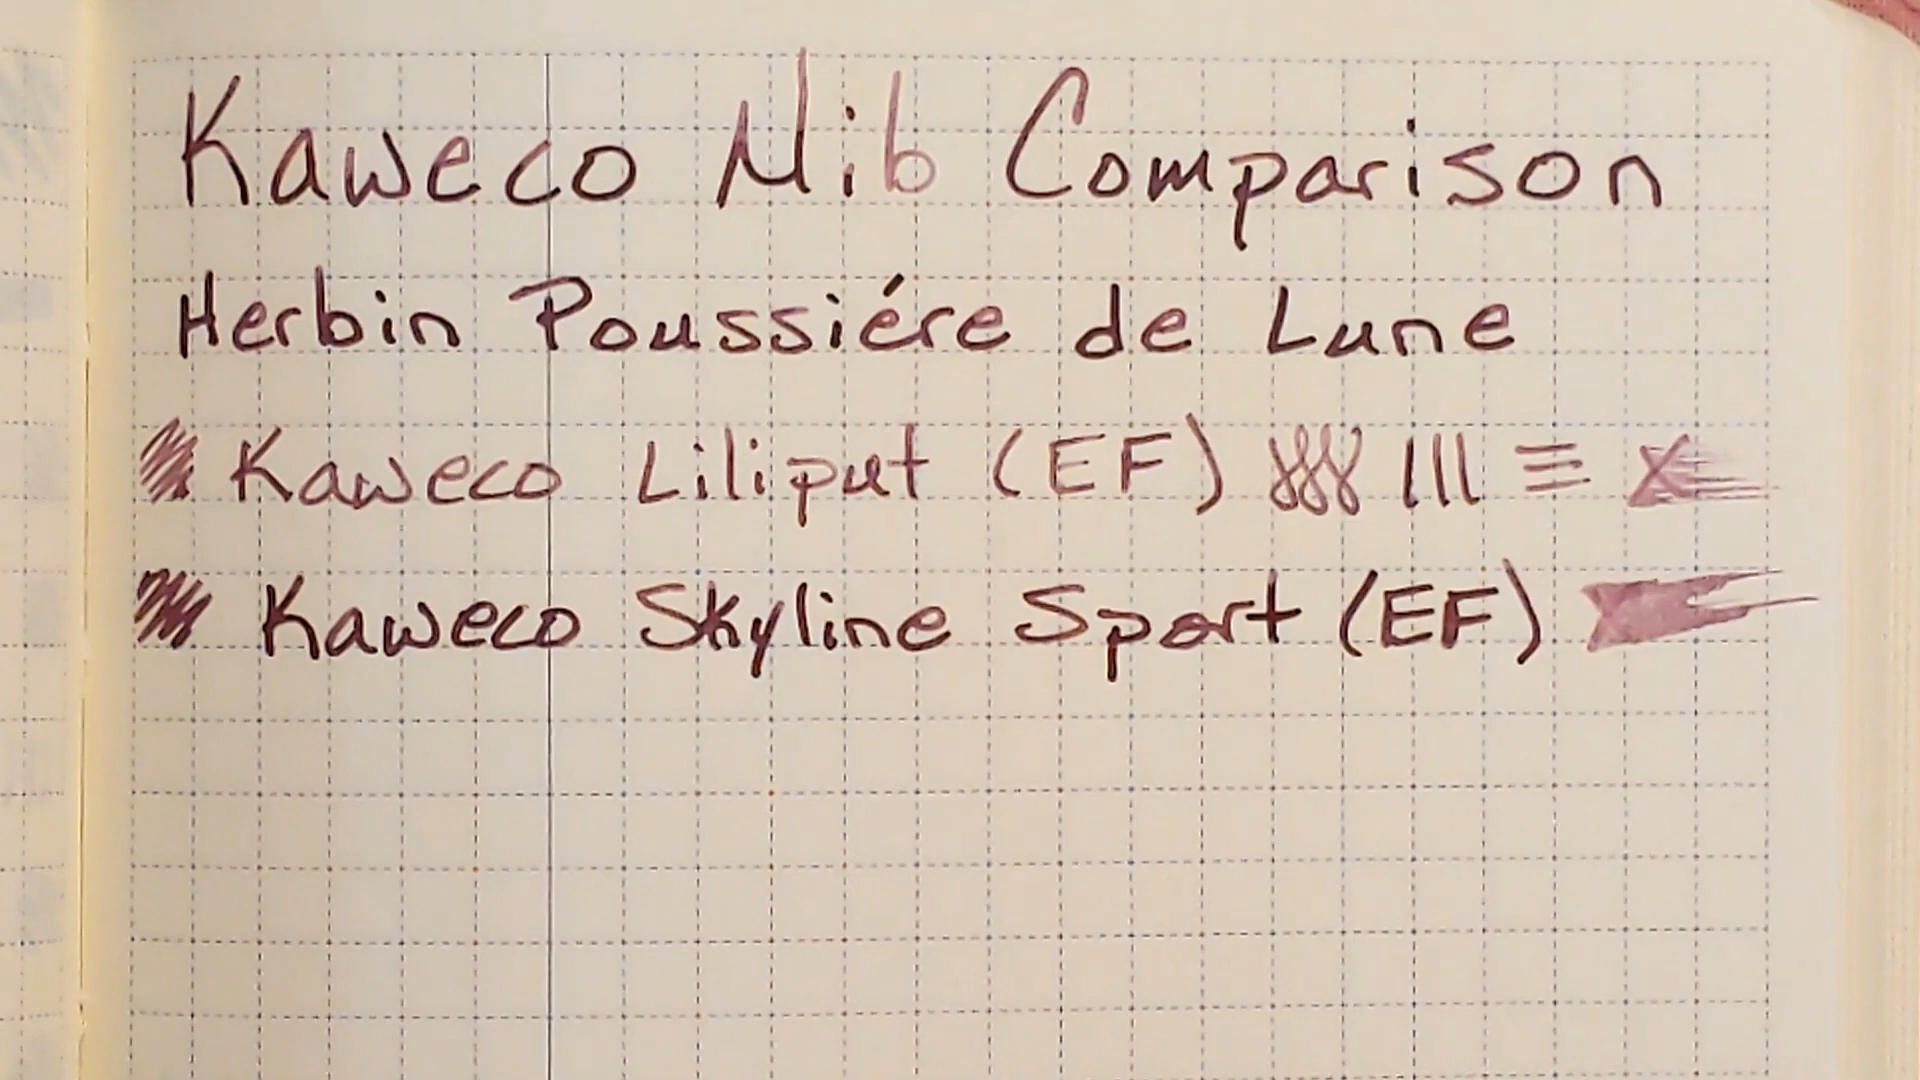 Kaweco Nib Comparison
Herbin Poussiére de Lune
Kaweco Liliput (EF)
Kaweco Skyline Sport (EF)